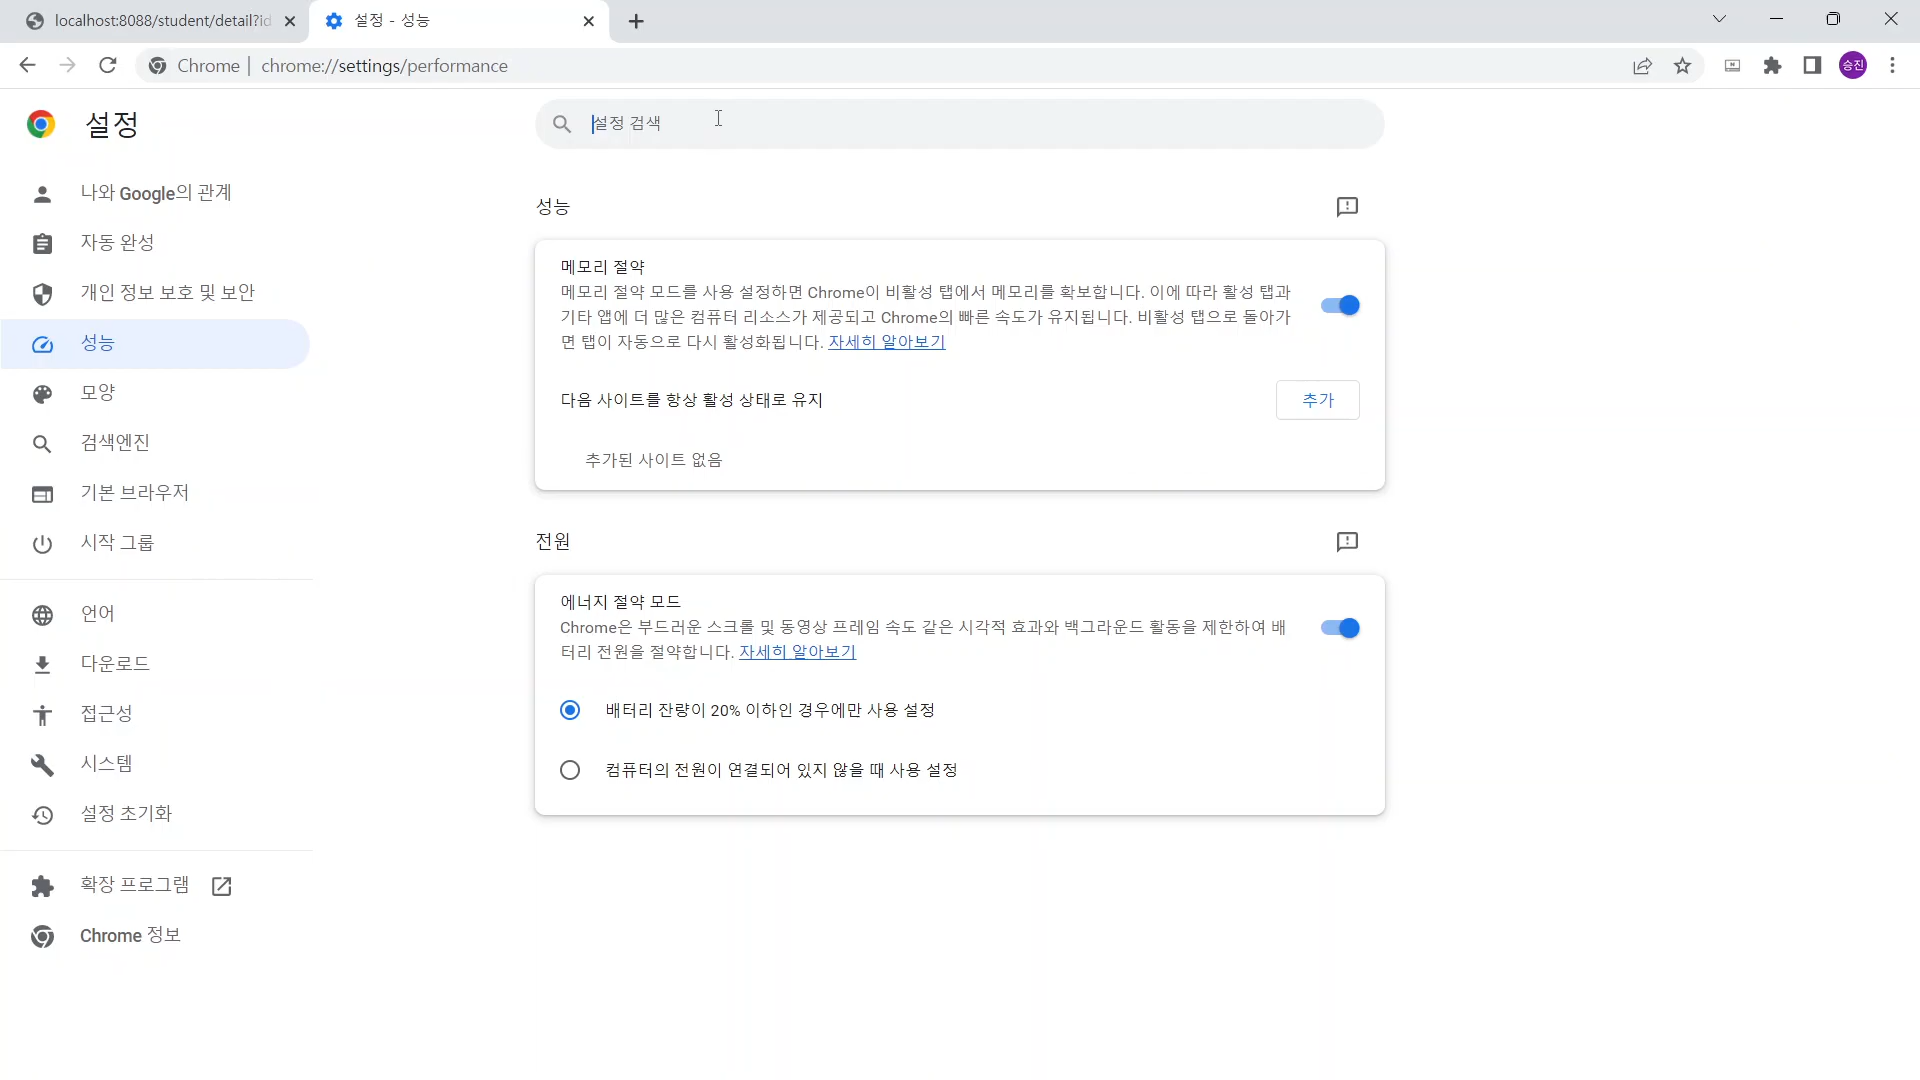 localhost:8088/student/detail?id
설정 - 성능
Chrome
chrome://settings/performance
승진
설정
설정 검색
나와 Google의 관계
자동 완성
개인 정보 보호 및 보안
성능
모양
검색엔진
기본 브라우저
시작 그룹
언어
다운로드
접근성
시스템
설정 초기화
확장 프로그램
Chrome 정보
성능
메모리 절약
메모리 절약 모드를 사용 설정하면 Chrome이 비활성 탭에서 메모리를 확보합니다. 이에 따라 활성 탭과
기타 앱에 더 많은 컴퓨터 리소스가 제공되고 Chrome의 빠른 속도가 유지됩니다. 비활성 탭으로 돌아가
면 탭이 자동으로 다시 활성화됩니다. 자세히 알아보기
다음 사이트를 항상 활성 상태로 유지
추가
추가된 사이트 없음
전원
에너지 절약 모드
Chrome은 부드러운 스크롤 및 동영상 프레임 속도 같은 시각적 효과와 백그라운드 활동을 제한하여 배
터리 전원을 절약합니다. 자세히 알아보기
배터리 잔량이 20% 이하인 경우에만 사용 설정
컴퓨터의 전원이 연결되어 있지 않을 때 사용 설정